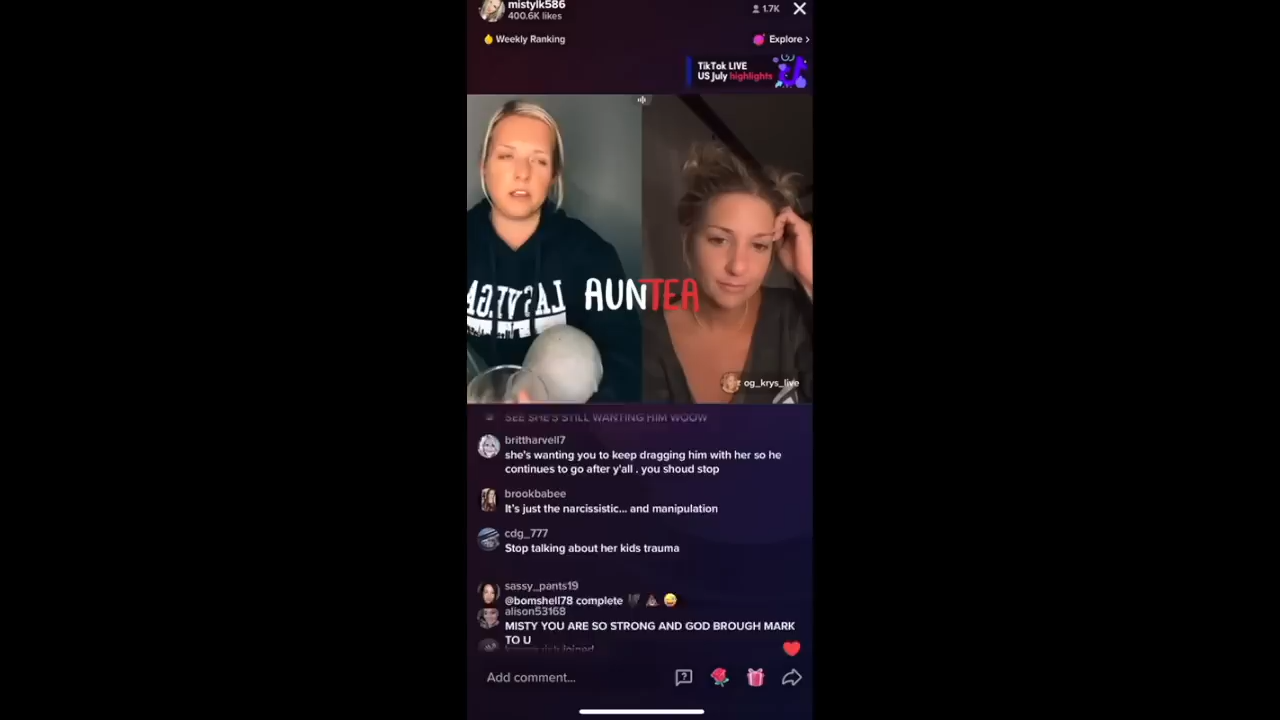 mistylk586
400.6K likes
1.7K
Weekly Ranking
Explore >
TikTok LIVE
US July highlights
LAS VEGA
AUNTEA
og_krys_live
SEE SHE'S STILL WANTING HIM WOOW
brittharvell7
she's wanting you to keep dragging him with her so he
continues to go after y'all . you shoud stop
brookbabee
It's just the narcissistic... and manipulation
cdg_777
Stop talking about her kids trauma
sassy_pants19
@bomshell78 complete 🖤 💩 😅
alison53168
MISTY YOU ARE SO STRONG AND GOD BROUGH MARK
TO U
joined
Add comment...